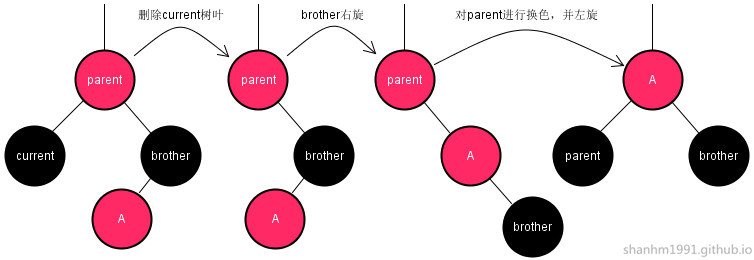 删除current树叶
brother右旋
对parent进行换色，并左旋
parent
parent
parent
A
current
brother
brother
A
parent
brother
A
A
brother
shanhm1991.github.io